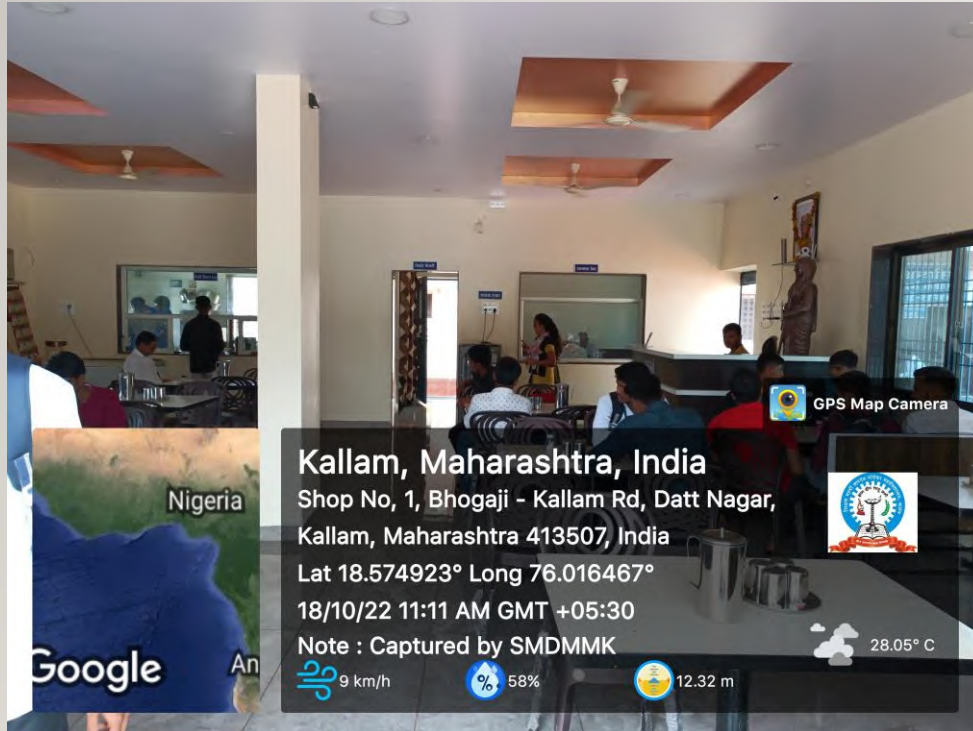 GPS Map Camera
Nigeria
Google
An
Kallam, Maharashtra, India
Shop No, 1, Bhogaji - Kallam Rd, Datt Nagar,
Kallam, Maharashtra 413507, India
Lat 18.574923° Long 76.016467°
18/10/22 11:11 AM GMT +05:30
Note : Captured by SMDMMK
9 km/h
58%
12.32 m
28.05° C